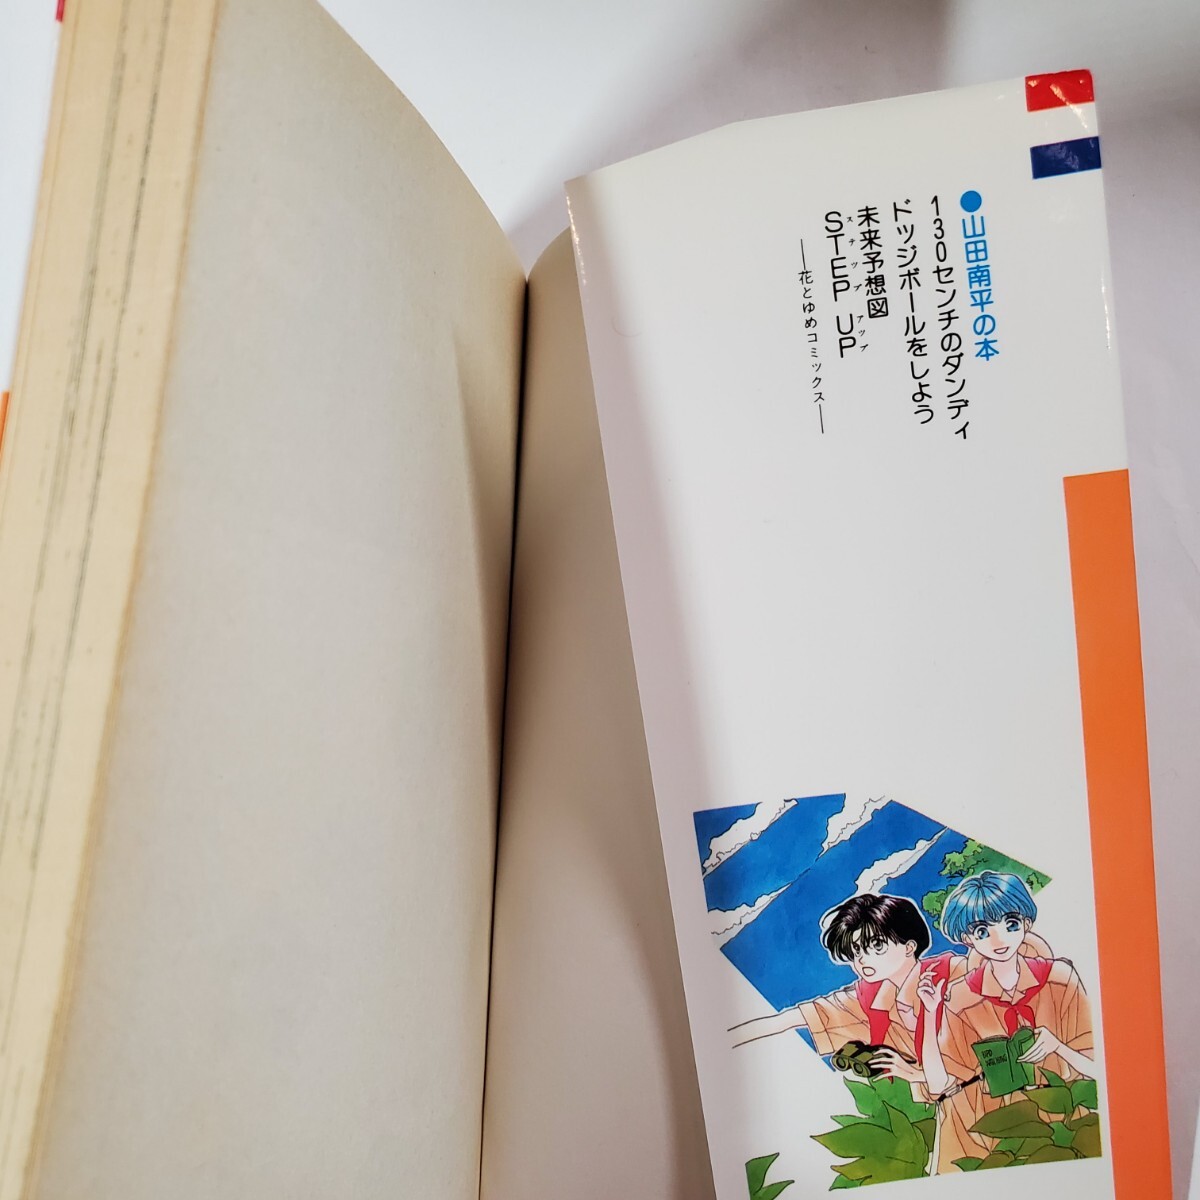 ●山田南平の本
130センチのダンディ
ドッジボールをしよう
未来予想図
STEP UP
ステップ アップ
―花とゆめコミックス―